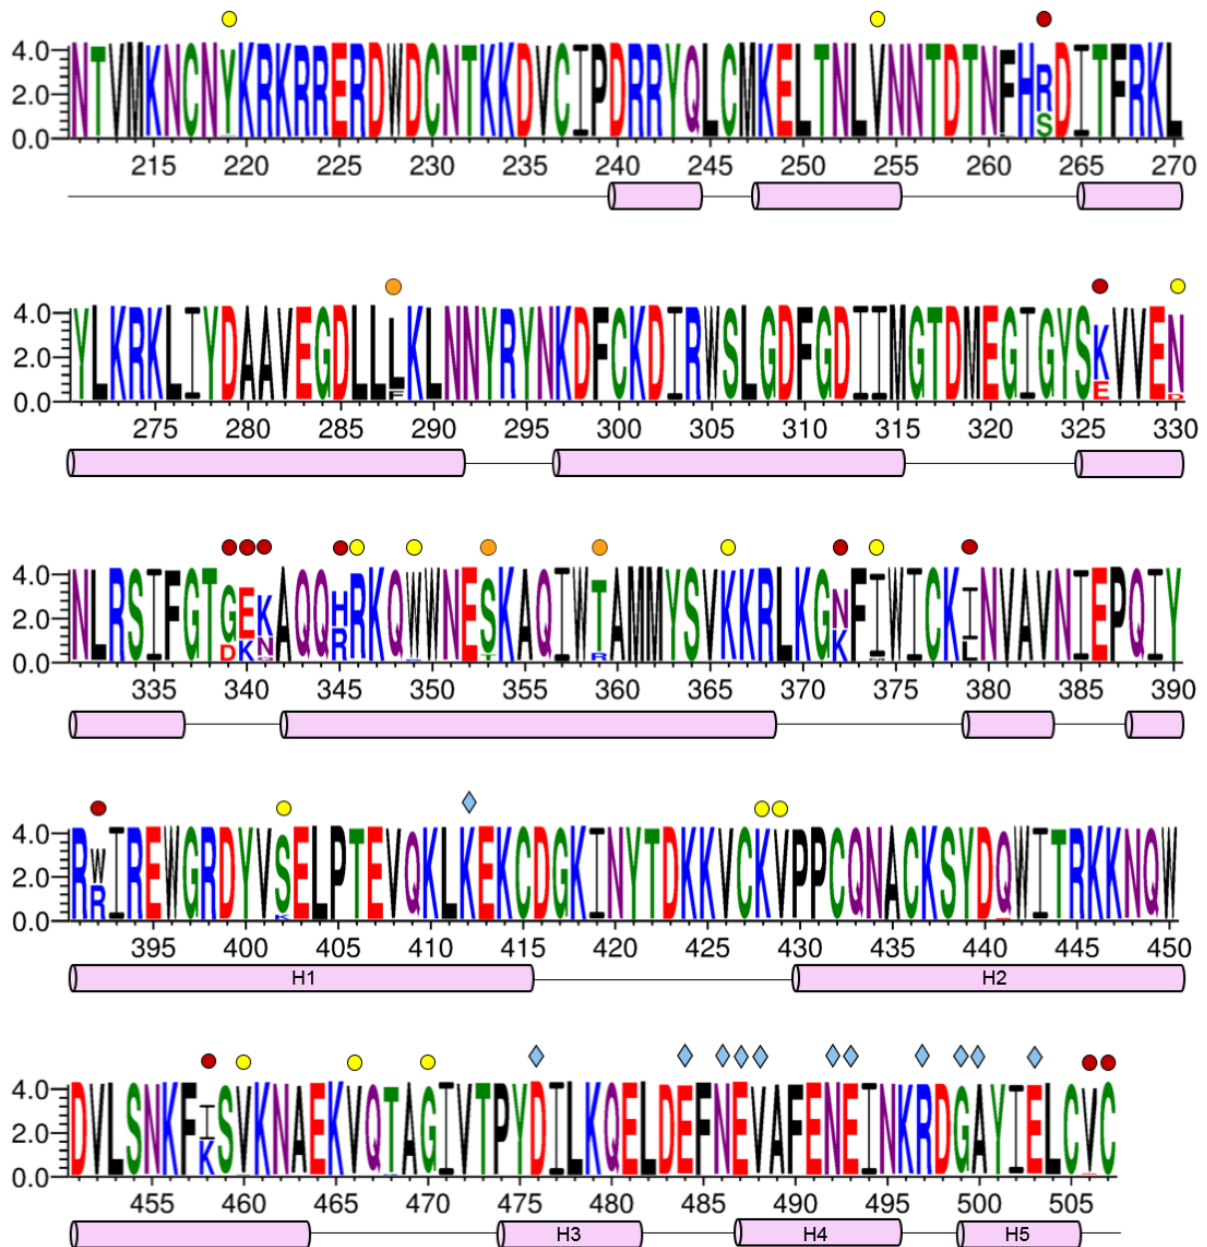 4.0 NTVMKNCNYKRKRRERDWDCNTKKDVCIPDRRYQLCMKELTNLVNNTDTNFHRDITFRKL
2.0
S
0.0
215 220 225 230 235 240 245 250 255 260 265 270
4.0 YLKRKLIYDAAVEGDLLLKLNNYRYNKDFCKDIRWSLGDFGDIIMGTDMEGIGYSKVVEN
2.0
F E D
0.0
275 280 285 290 295 300 305 310 315 320 325 330
4.0 NLRSIFGTGEKAQQHRKQWWNESKAQIWTAMMYSVKKRLKGNFIWICKINVAVNIEPQIY
2.0
D K N R R K L
0.0
335 340 345 350 355 360 365 370 375 380 385 390
4.0 RWIREWGRDYVSELPTEVQKLKEKCDGKINYTDKKVCKVPPCQNACKSYDQWITRKKNQW
2.0
R K
0.0
395 400 405 410 415 420 425 430 435 440 445 450
H1 H2
4.0 DVLSNKFISVKNAEKVQTAGIVTPYDILKQELDEFNEVAFENEINKRDGAYIELCVC
2.0
K
0.0
455 460 465 470 475 480 485 490 495 500 505
H3 H4 H5